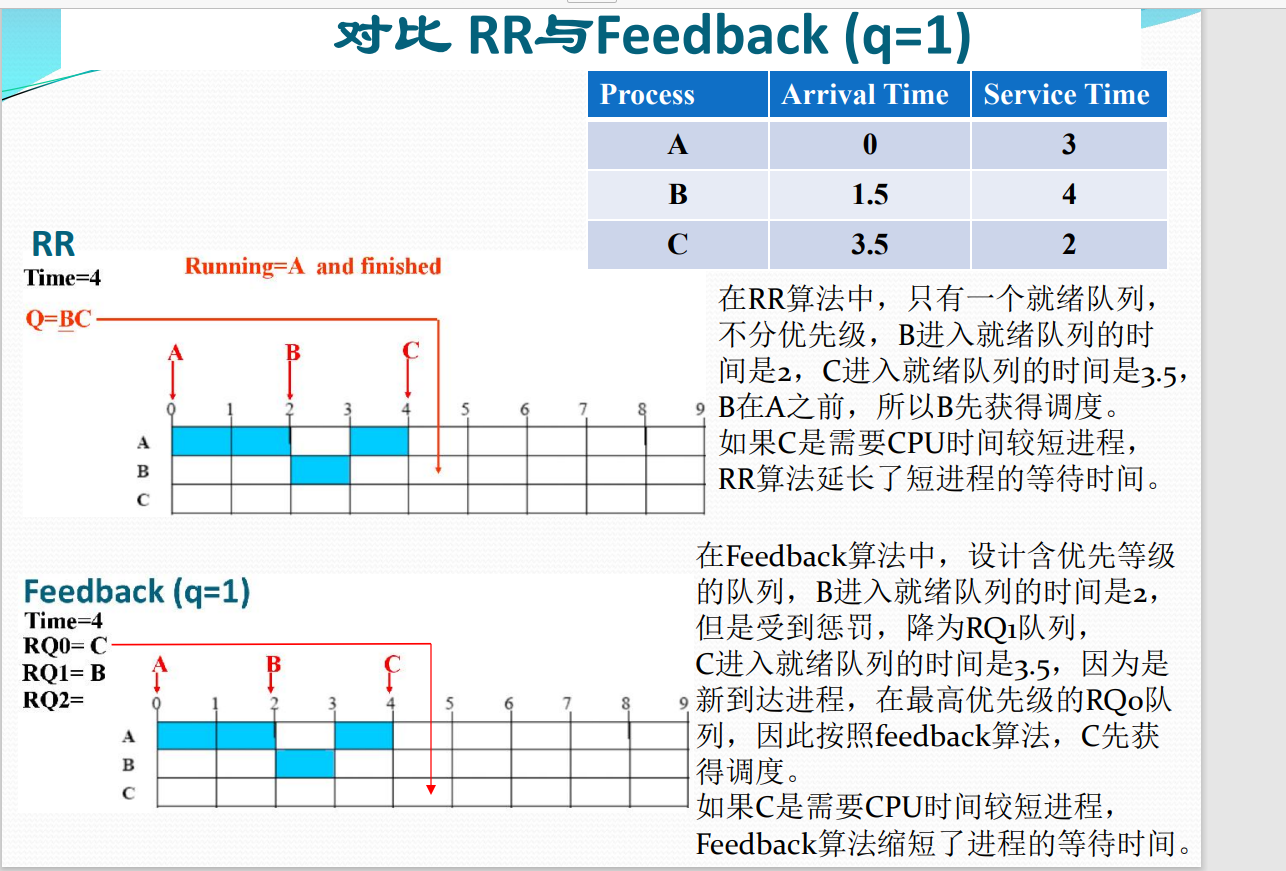 对比 RR与Feedback (q=1)
Process Arrival Time Service Time
A 0 3
B 1.5 4
C 3.5 2
RR
Time=4
Running=A and finished
Q=BC
A B C
0 1 2 3 4 5 6 7 8 9
A
B
C
在RR算法中，只有一个就绪队列，
不分优先级，B进入就绪队列的时
间是2，C进入就绪队列的时间是3.5，
B在A之前，所以B先获得调度。
如果C是需要CPU时间较短进程，
RR算法延长了短进程的等待时间。
Feedback (q=1)
Time=4
RQ0= C
RQ1= B
RQ2=
A B C
0 1 2 3 4 5 6 7 8 9
A
B
C
在Feedback算法中，设计含优先等级
的队列，B进入就绪队列的时间是2，
但是受到惩罚，降为RQ1队列，
C进入就绪队列的时间是3.5，因为是
新到达进程，在最高优先级的RQ0队
列，因此按照feedback算法，C先获
得调度。
如果C是需要CPU时间较短进程，
Feedback算法缩短了进程的等待时间。